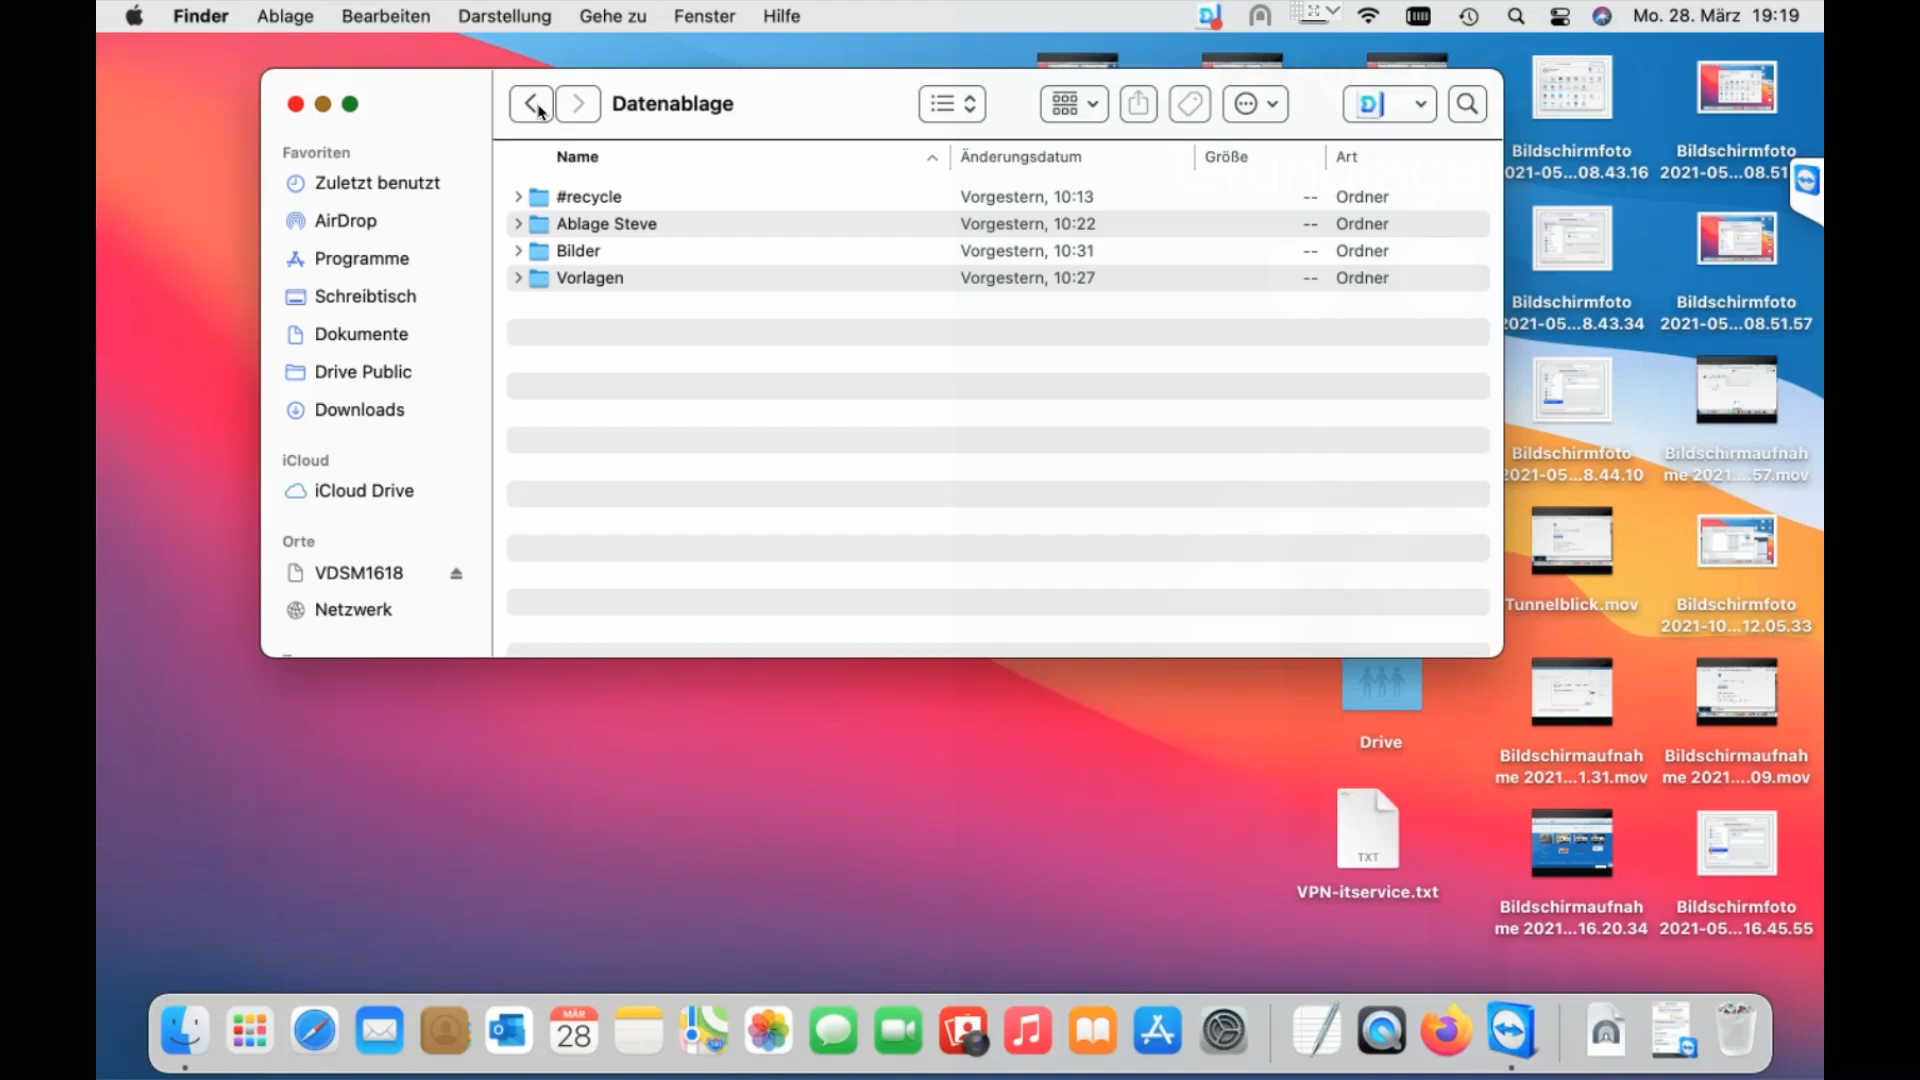 Finder Ablage Bearbeiten Darstellung Gehe zu Fenster Hilfe
Mo. 28. März 19:19
Datenablage
Favoriten
Zuletzt benutzt
AirDrop
Programme
Schreibtisch
Dokumente
Drive Public
Downloads
iCloud
iCloud Drive
Orte
VDSM1618
Netzwerk
Name Änderungsdatum Größe Art
#recycle Vorgestern, 10:13 -- Ordner
Ablage Steve Vorgestern, 10:22 -- Ordner
Bilder Vorgestern, 10:31 -- Ordner
Vorlagen Vorgestern, 10:27 -- Ordner
Bildschirmfoto
021-05...08.43.16
Bildschirmfoto
2021-05...08.51
Bildschirmfoto
2021-05...8.43.34
Bildschirmfoto
2021-05...08.51.57
Bildschirmfoto
2021-05...8.44.10
Bildschirmaufnah
me 2021....57.mov
Tunnelblick.mov
Bildschirmfoto
2021-10...12.05.33
Drive
Bildschirmaufnah
me 2021...1.31.mov
Bildschirmaufnah
me 2021....09.mov
TXT
VPN-itservice.txt
Bildschirmaufnah
me 2021...16.20.34
Bildschirmfoto
2021-05...16.45.55
MÄR
28